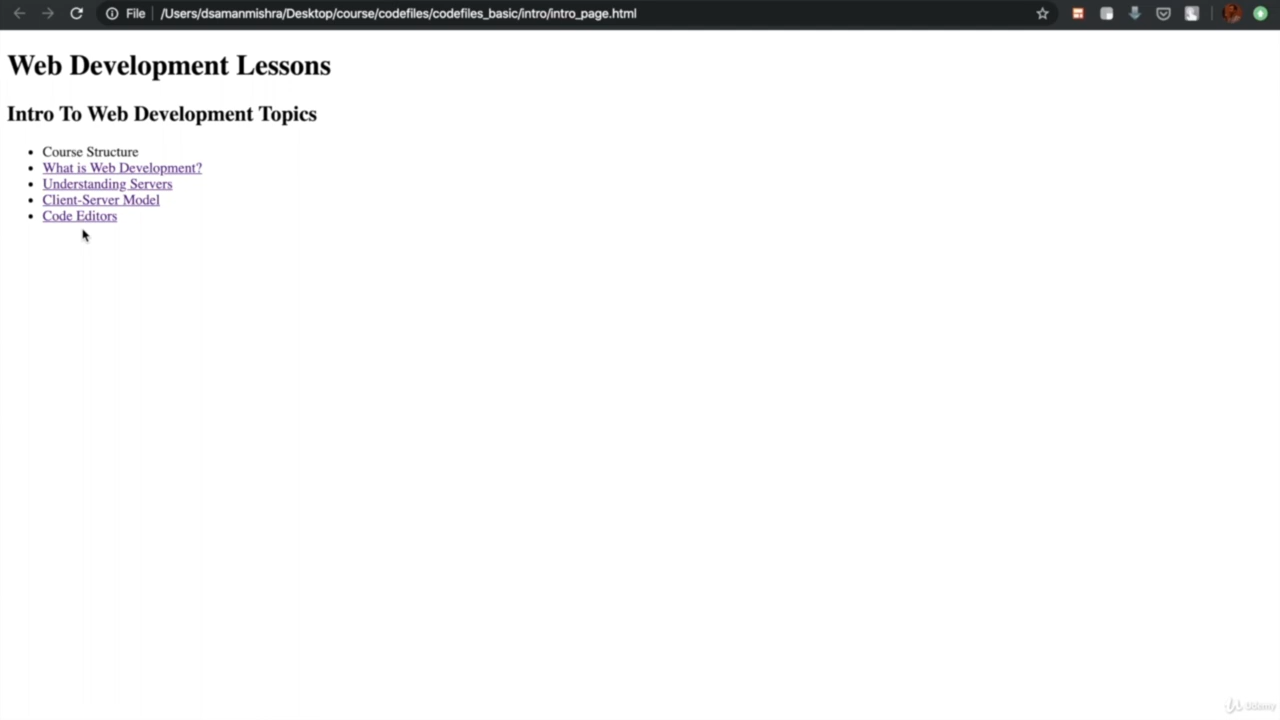 File /Users/dsamanmishra/Desktop/course/codefiles/codefiles_basic/intro/intro_page.html
Web Development Lessons
Intro To Web Development Topics
Course Structure
What is Web Development?
Understanding Servers
Client-Server Model
Code Editors
Udemy